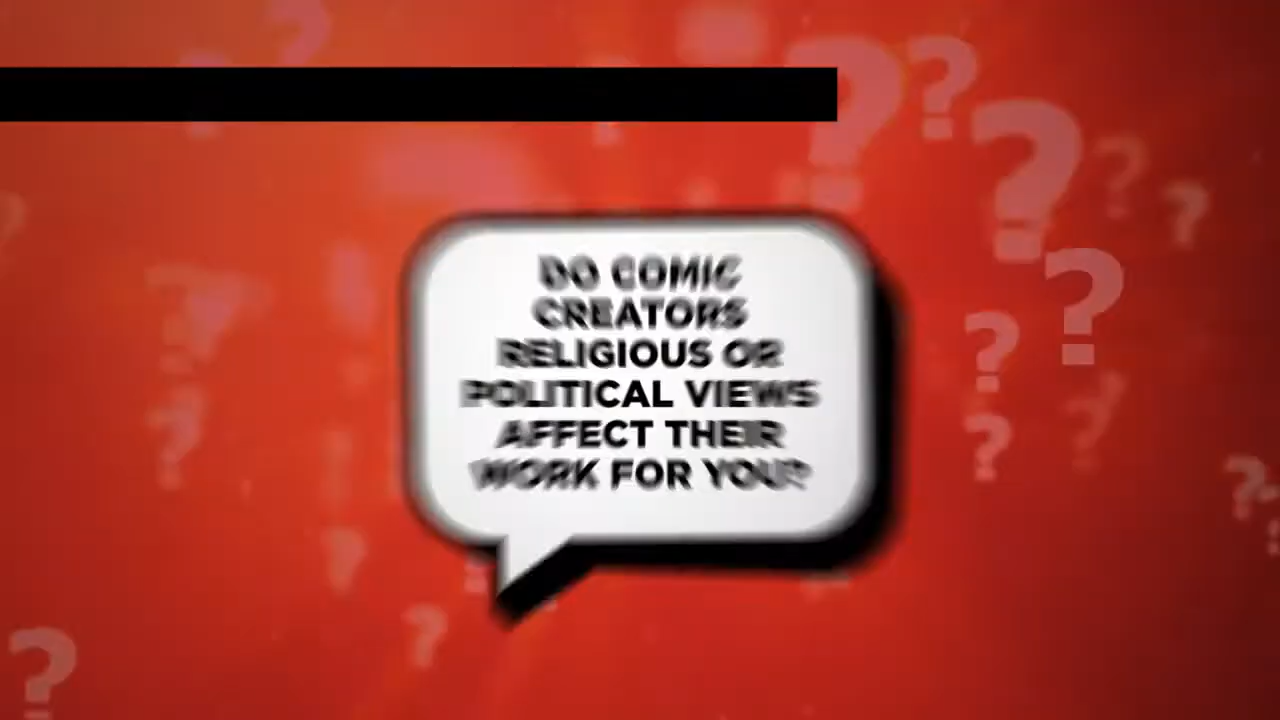 DO COMIC
CREATORS
RELIGIOUS OR
POLITICAL VIEWS
AFFECT THEIR
WORK FOR YOU?